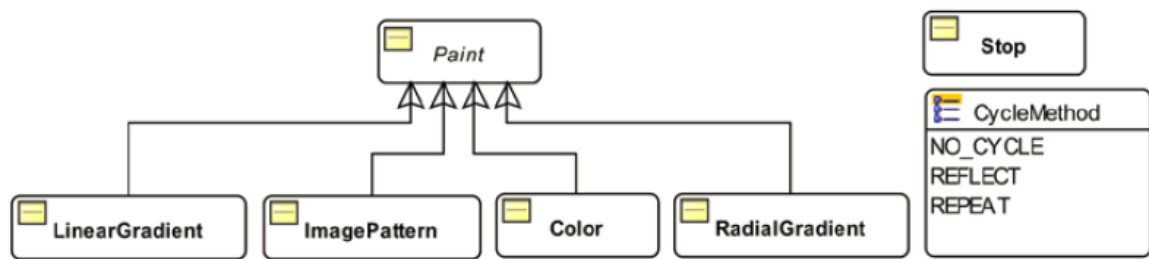 Paint
Stop
CycleMethod
NO_CYCLE
REFLECT
REPEAT
LinearGradient
ImagePattern
Color
RadialGradient